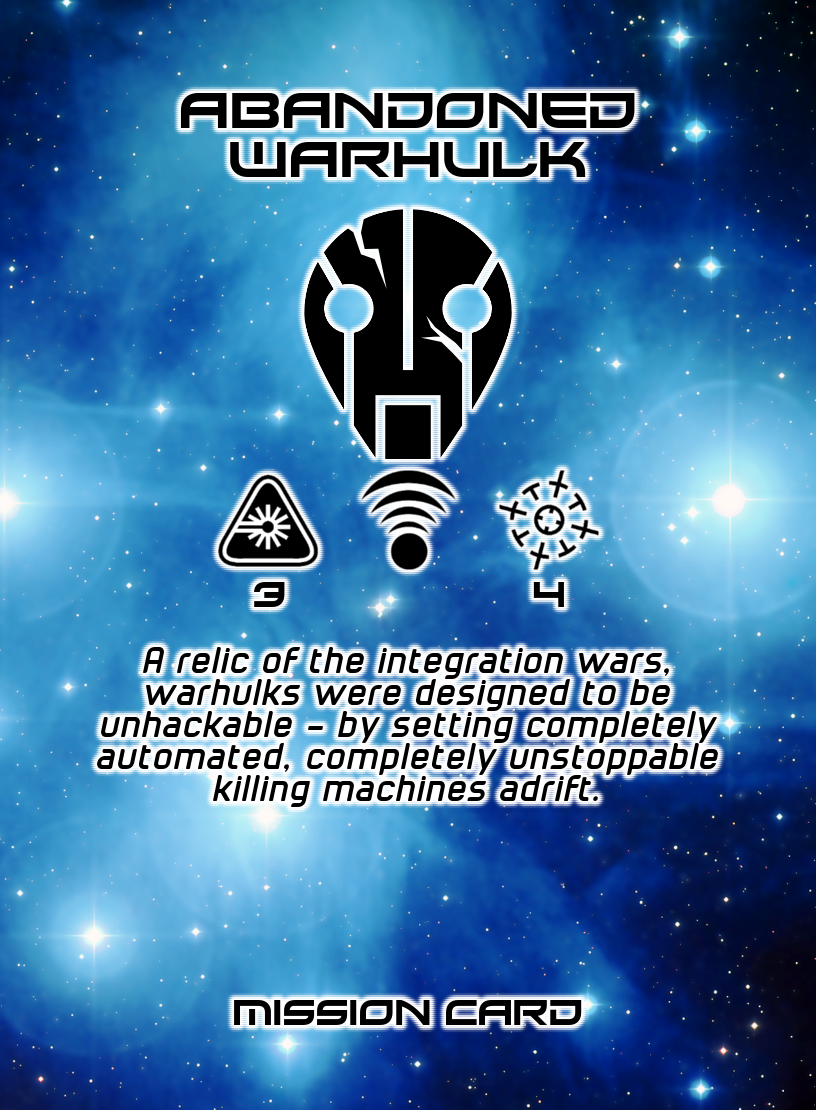 ABANDONED
WARHULK
3 4
A relic of the integration wars,
warhulks were designed to be
unhackable – by setting completely
automated, completely unstoppable
killing machines adrift.
MISSION CARD